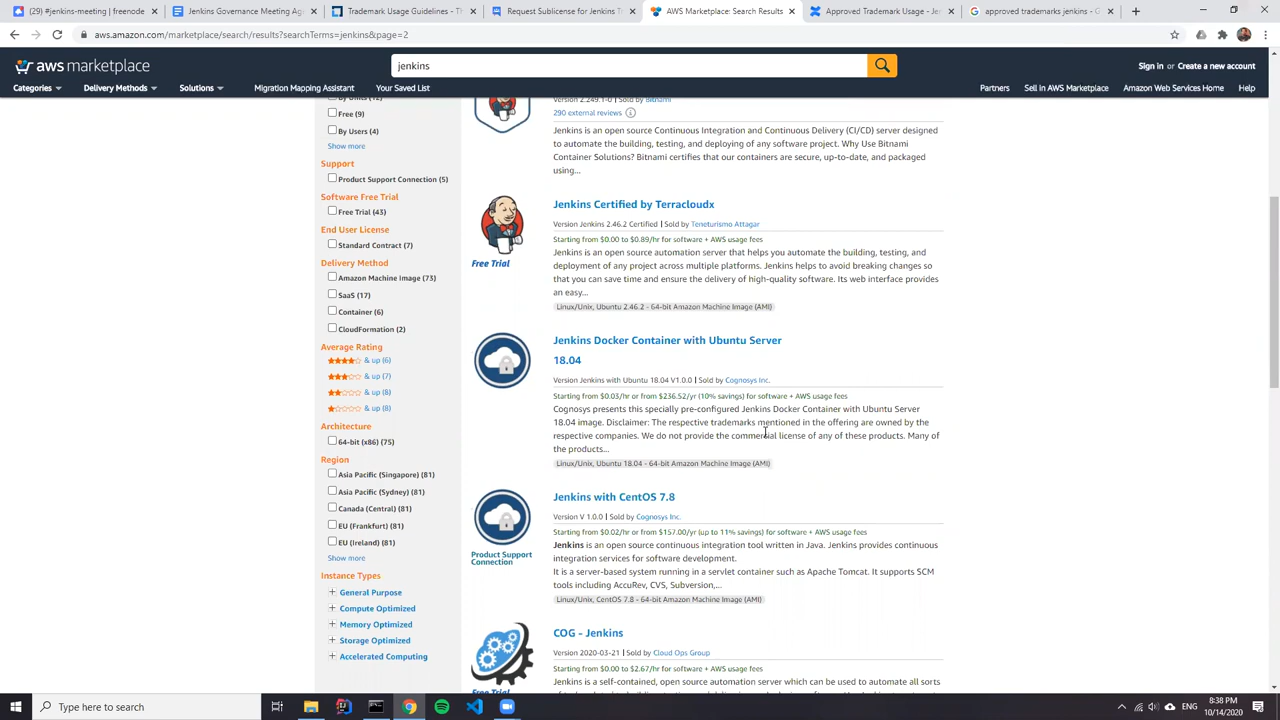 (29) #jenkins-meeting | freenode
Jenkins Governance Meeting Age
Trademark Usage Guidelines - Th
Request Sublicense for Jenkins Tr
AWS Marketplace: Search Results
Approved Trademark Usage - Jen
approved trademarks jenkins - G
aws.amazon.com/marketplace/search/results?searchTerms=jenkins&page=2
aws marketplace
jenkins
Sign in or Create a new account
Categories
Delivery Methods
Solutions
Migration Mapping Assistant
Your Saved List
Partners
Sell in AWS Marketplace
Amazon Web Services Home
Help
By Units (12)
Free (9)
By Users (4)
Show more
Support
Product Support Connection (5)
Software Free Trial
Free Trial (43)
End User License
Standard Contract (7)
Delivery Method
Amazon Machine Image (73)
SaaS (17)
Container (6)
CloudFormation (2)
Average Rating
& up (6)
& up (7)
& up (8)
& up (8)
Architecture
64-bit (x86) (75)
Region
Asia Pacific (Singapore) (81)
Asia Pacific (Sydney) (81)
Canada (Central) (81)
EU (Frankfurt) (81)
EU (Ireland) (81)
Show more
Instance Types
General Purpose
Compute Optimized
Memory Optimized
Storage Optimized
Accelerated Computing
Version 2.249.1-0 | Sold by Bitnami
290 external reviews
Jenkins is an open source Continuous Integration and Continuous Delivery (CI/CD) server designed
to automate the building, testing, and deploying of any software project. Why Use Bitnami
Container Solutions? Bitnami certifies that our containers are secure, up-to-date, and packaged
using...
Free Trial
Jenkins Certified by Terracloudx
Version Jenkins 2.46.2 Certified | Sold by Teneturismo Attagar
Starting from $0.00 to $0.89/hr for software + AWS usage fees
Jenkins is an open source automation server that helps you automate the building, testing, and
deployment of any project across multiple platforms. Jenkins helps to avoid breaking changes so
that you can save time and ensure the delivery of high-quality software. Its web interface provides
an easy...
Linux/Unix, Ubuntu 2.46.2 - 64-bit Amazon Machine Image (AMI)
Jenkins Docker Container with Ubuntu Server
18.04
Version Jenkins with Ubuntu 18.04 V1.0.0 | Sold by Cognosys Inc.
Starting from $0.03/hr or from $236.52/yr (10% savings) for software + AWS usage fees
Cognosys presents this specially pre-configured Jenkins Docker Container with Ubuntu Server
18.04 image. Disclaimer: The respective trademarks mentioned in the offering are owned by the
respective companies. We do not provide the commercial license of any of these products. Many of
the products...
Linux/Unix, Ubuntu 18.04 - 64-bit Amazon Machine Image (AMI)
Product Support
Connection
Jenkins with CentOS 7.8
Version V 1.0.0 | Sold by Cognosys Inc.
Starting from $0.02/hr or from $157.00/yr (up to 11% savings) for software + AWS usage fees
Jenkins is an open source continuous integration tool written in Java. Jenkins provides continuous
integration services for software development.
It is a server-based system running in a servlet container such as Apache Tomcat. It supports SCM
tools including AccuRev, CVS, Subversion,...
Linux/Unix, CentOS 7.8 - 64-bit Amazon Machine Image (AMI)
Free Trial
COG - Jenkins
Version 2020-03-21 | Sold by Cloud Ops Group
Starting from $0.00 to $2.67/hr for software + AWS usage fees
Jenkins is a self-contained, open source automation server which can be used to automate all sorts
Type here to search
ENG
8:38 PM
10/14/2020